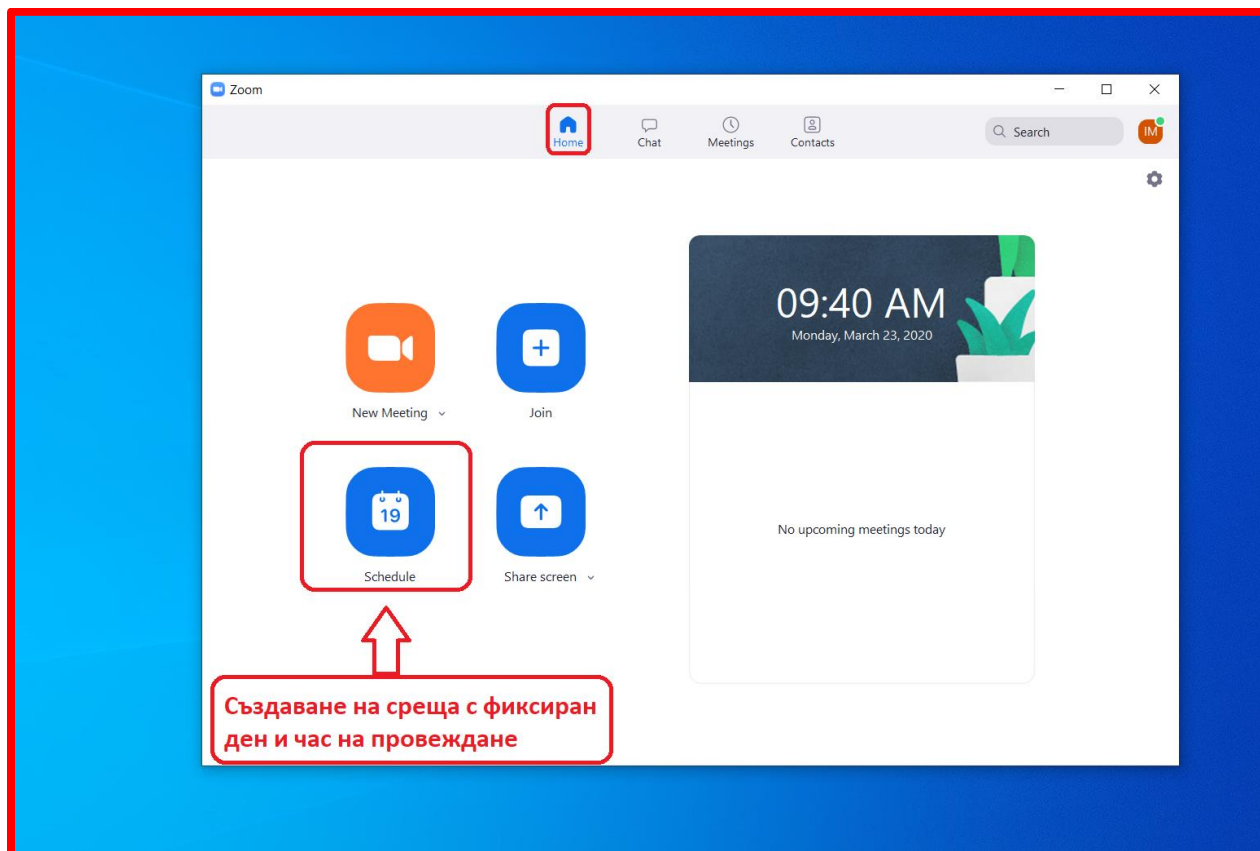 Zoom
Home
Chat
Meetings
Contacts
Search
IM
09:40 AM
Monday, March 23, 2020
New Meeting
Join
19
Schedule
Share screen
No upcoming meetings today
Създаване на среща с фиксиран
ден и час на провеждане